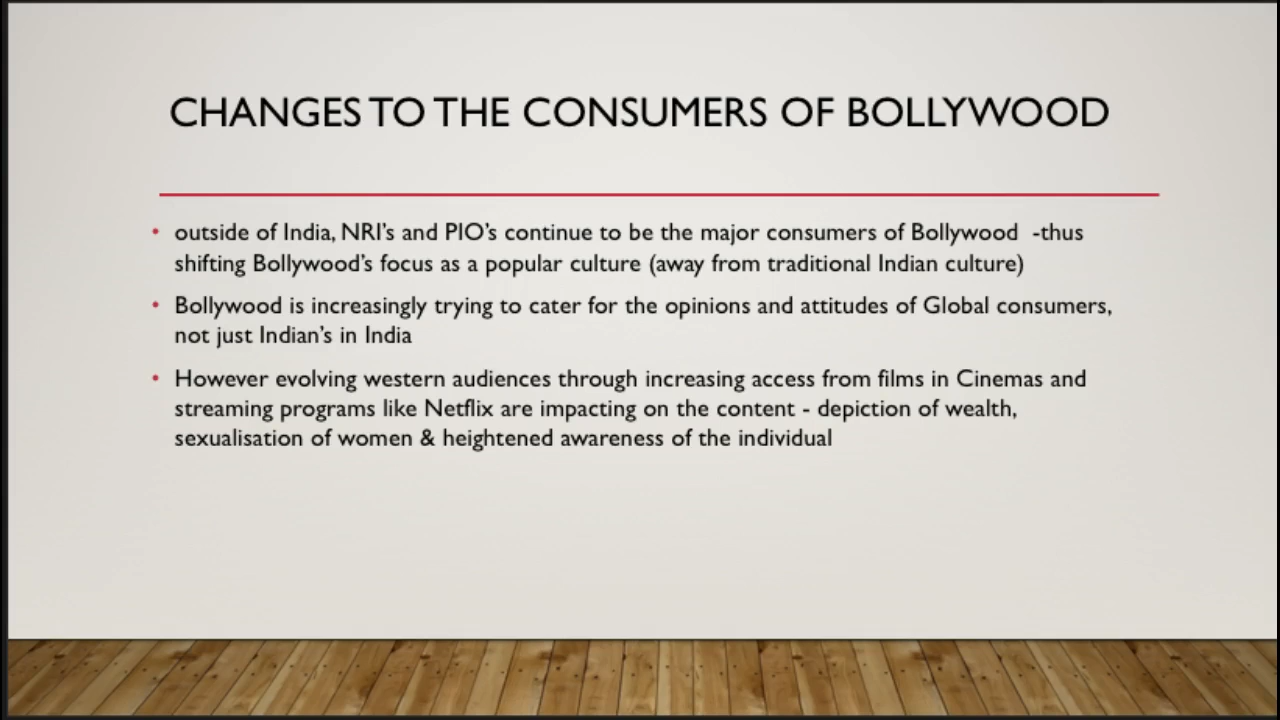 CHANGES TO THE CONSUMERS OF BOLLYWOOD
• outside of India, NRI's and PIO's continue to be the major consumers of Bollywood -thus
shifting Bollywood's focus as a popular culture (away from traditional Indian culture)
• Bollywood is increasingly trying to cater for the opinions and attitudes of Global consumers,
not just Indian's in India
• However evolving western audiences through increasing access from films in Cinemas and
streaming programs like Netflix are impacting on the content - depiction of wealth,
sexualisation of women & heightened awareness of the individual